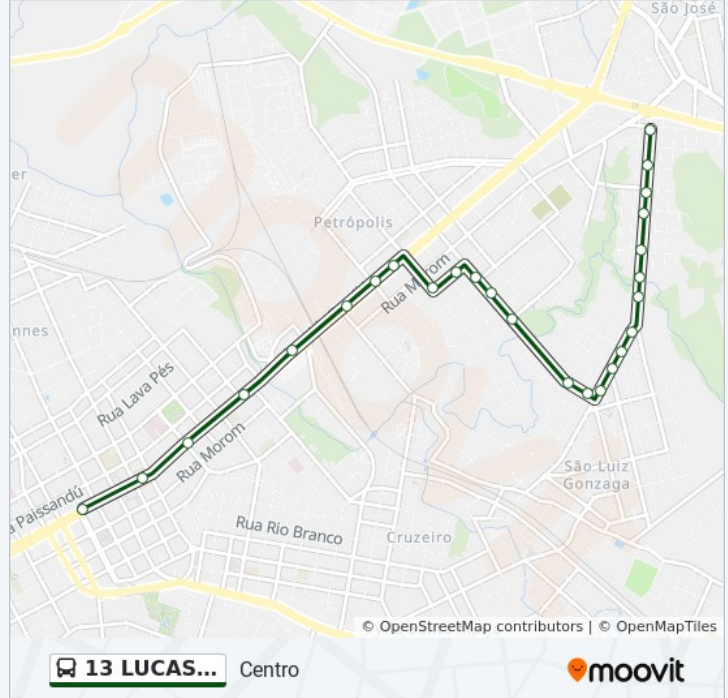 São José
er
Petrópolis
Rua Morom
nnes
Rua Lava Pés
Rua Morom
a Paissandú
São Luiz
Gonzaga
Rua Rio Branco
Cruzeiro
© OpenStreetMap contributors | © OpenMapTiles
13 LUCAS... Centro
moovit